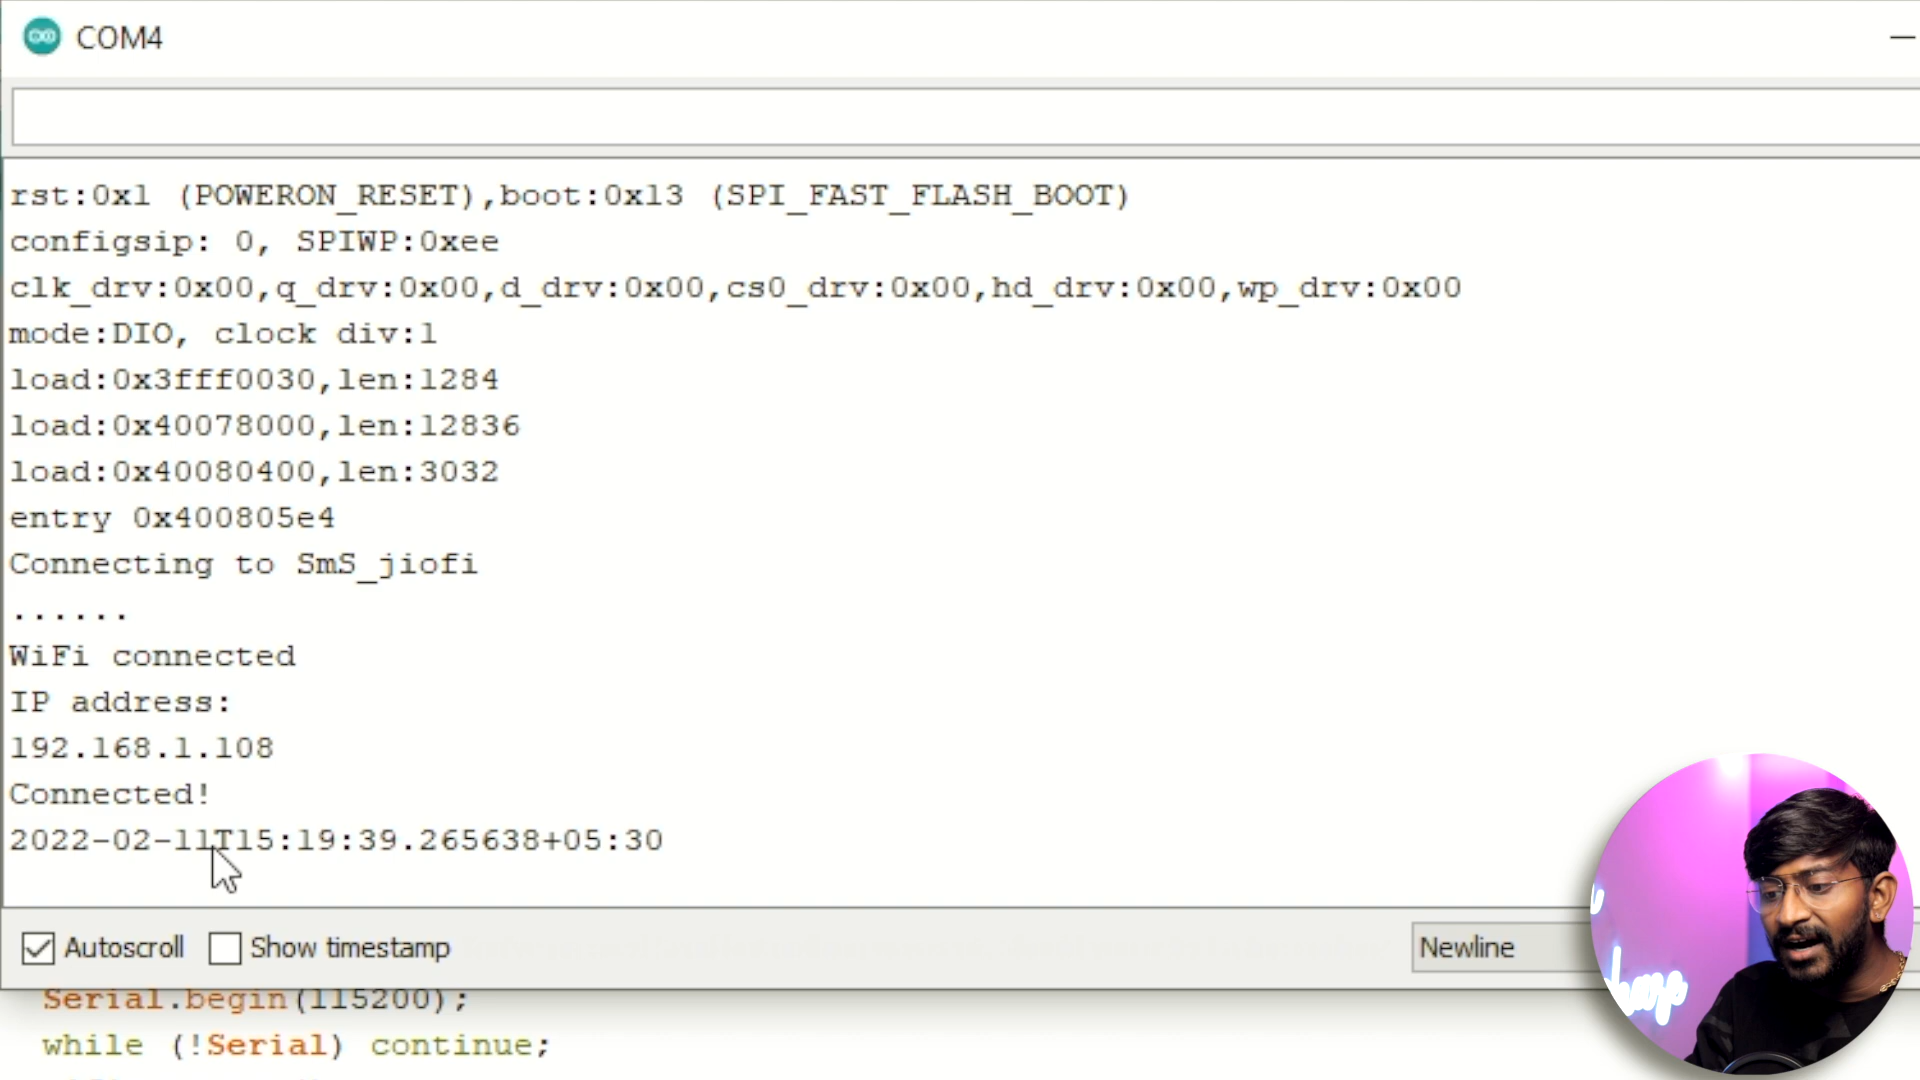 COM4
rst:0x1 (POWERON_RESET),boot:0x13 (SPI_FAST_FLASH_BOOT)
configsip: 0, SPIWP:0xee
clk_drv:0x00,q_drv:0x00,d_drv:0x00,cs0_drv:0x00,hd_drv:0x00,wp_drv:0x00
mode:DIO, clock div:1
load:0x3fff0030,len:1284
load:0x40078000,len:12836
load:0x40080400,len:3032
entry 0x400805e4
Connecting to SmS_jiofi
......
WiFi connected
IP address:
192.168.1.108
Connected!
2022-02-11T15:19:39.265638+05:30
Autoscroll Show timestamp Newline
Serial.begin(115200);
while (!Serial) continue;